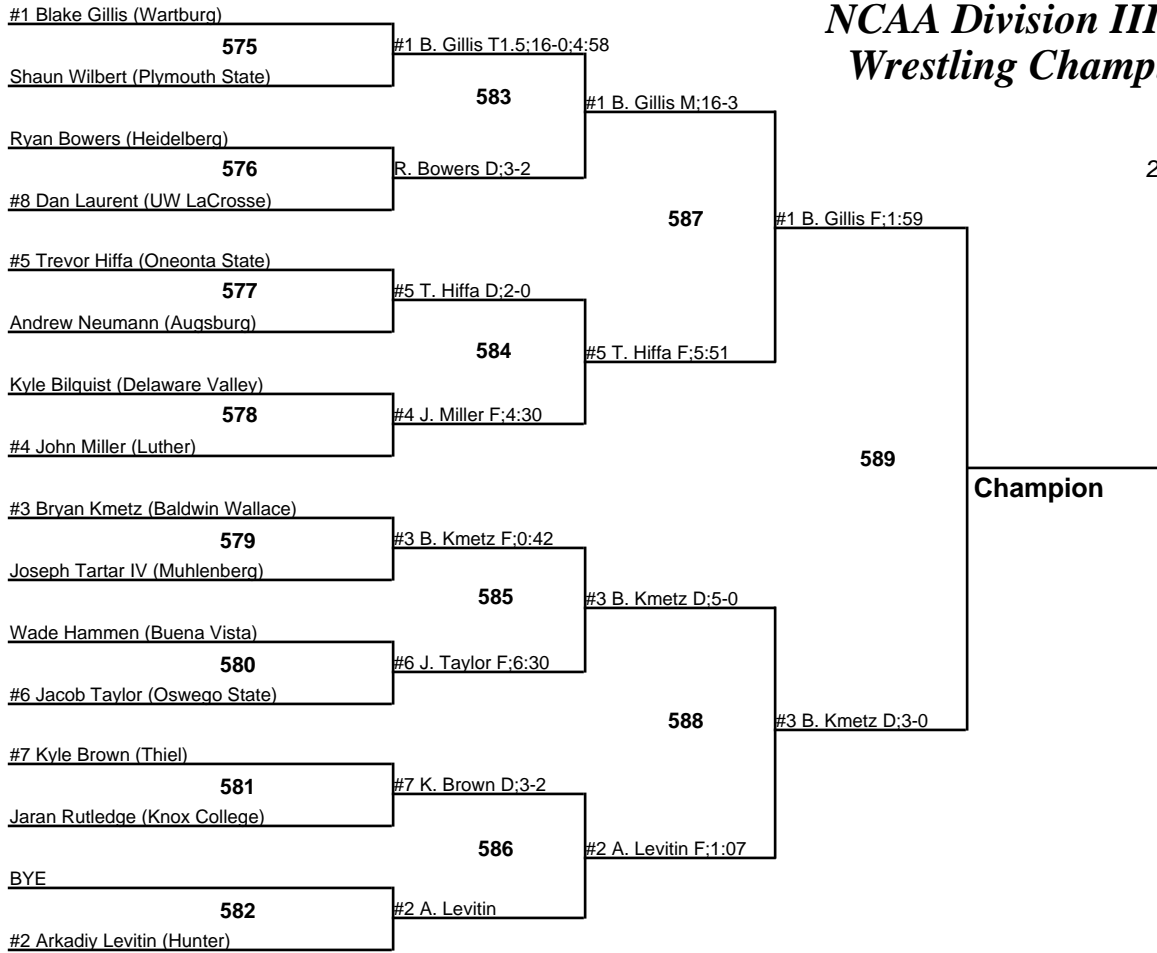 NCAA Division III
Wrestling Champ
2
#1 Blake Gillis (Wartburg)
575
Shaun Wilbert (Plymouth State)
Ryan Bowers (Heidelberg)
576
#8 Dan Laurent (UW LaCrosse)
#5 Trevor Hiffa (Oneonta State)
577
Andrew Neumann (Augsburg)
Kyle Bilquist (Delaware Valley)
578
#4 John Miller (Luther)
#3 Bryan Kmetz (Baldwin Wallace)
579
Joseph Tartar IV (Muhlenberg)
Wade Hammen (Buena Vista)
580
#6 Jacob Taylor (Oswego State)
#7 Kyle Brown (Thiel)
581
Jaran Rutledge (Knox College)
BYE
582
#2 Arkadiy Levitin (Hunter)
#1 B. Gillis T1.5;16-0;4:58
583
R. Bowers D;3-2
#5 T. Hiffa D;2-0
584
#4 J. Miller F;4:30
#3 B. Kmetz F;0:42
585
#6 J. Taylor F;6:30
#7 K. Brown D;3-2
586
#2 A. Levitin
#1 B. Gillis M;16-3
587
#5 T. Hiffa F;5:51
#3 B. Kmetz D;5-0
588
#2 A. Levitin F;1:07
#1 B. Gillis F;1:59
589
#3 B. Kmetz D;3-0
Champion